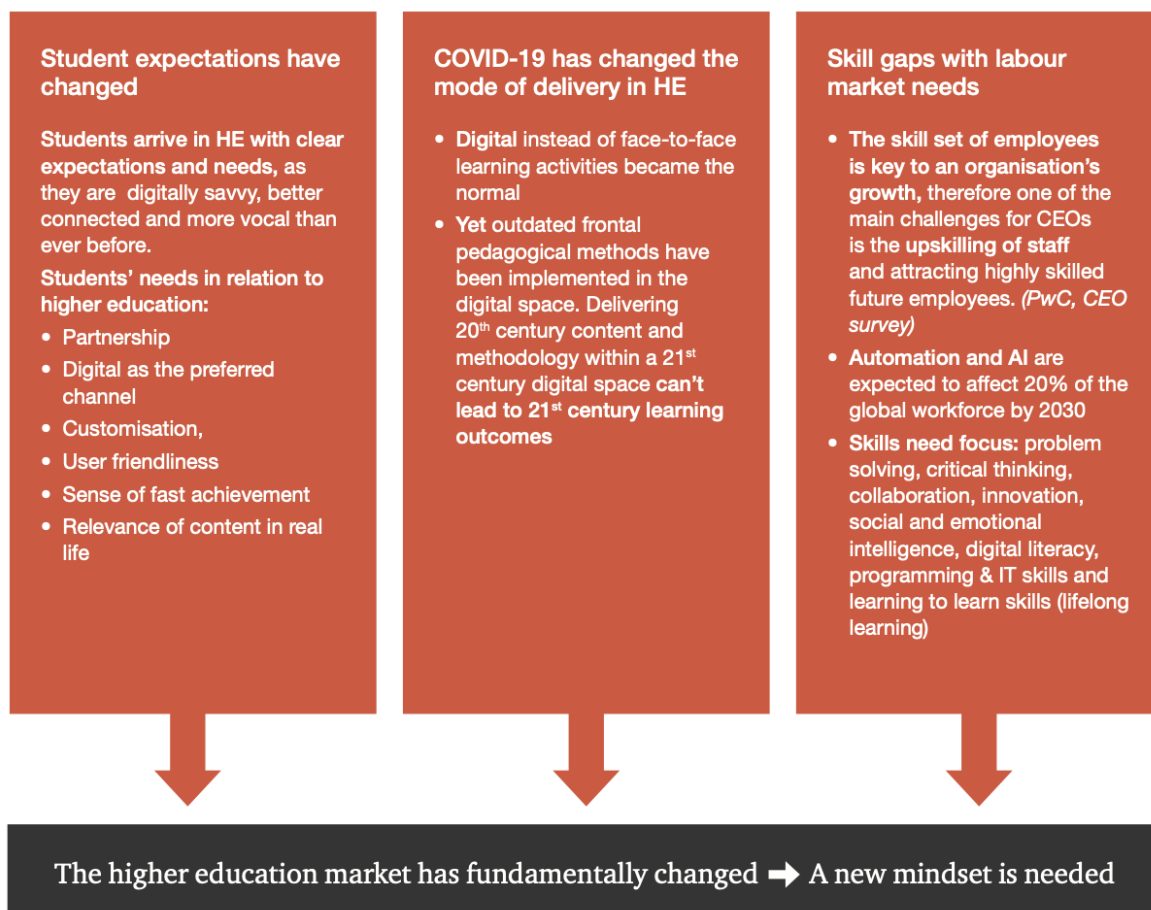 Student expectations have
changed
Students arrive in HE with clear
expectations and needs, as
they are digitally savvy, better
connected and more vocal than
ever before.
Students’ needs in relation to
higher education:
• Partnership
• Digital as the preferred
channel
• Customisation,
• User friendliness
• Sense of fast achievement
• Relevance of content in real
life
COVID-19 has changed the
mode of delivery in HE
• Digital instead of face-to-face
learning activities became the
normal
• Yet outdated frontal
pedagogical methods have
been implemented in the
digital space. Delivering
20th century content and
methodology within a 21st
century digital space can’t
lead to 21st century learning
outcomes
Skill gaps with labour
market needs
• The skill set of employees
is key to an organisation’s
growth, therefore one of the
main challenges for CEOs
is the upskilling of staff
and attracting highly skilled
future employees. (PwC, CEO
survey)
• Automation and AI are
expected to affect 20% of the
global workforce by 2030
• Skills need focus: problem
solving, critical thinking,
collaboration, innovation,
social and emotional
intelligence, digital literacy,
programming & IT skills and
learning to learn skills (lifelong
learning)
The higher education market has fundamentally changed → A new mindset is needed